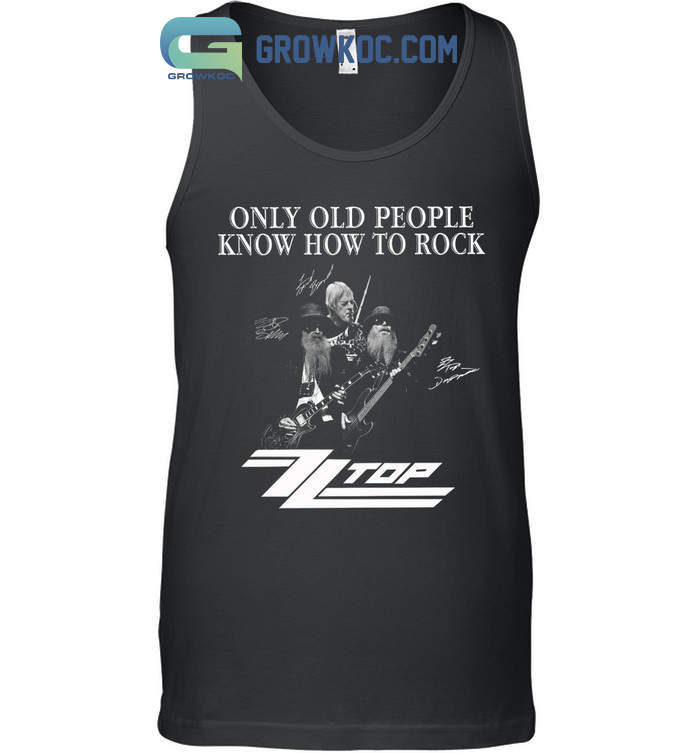 GROWKOC
GROWKOC.COM
ONLY OLD PEOPLE
KNOW HOW TO ROCK
ZZ TOP